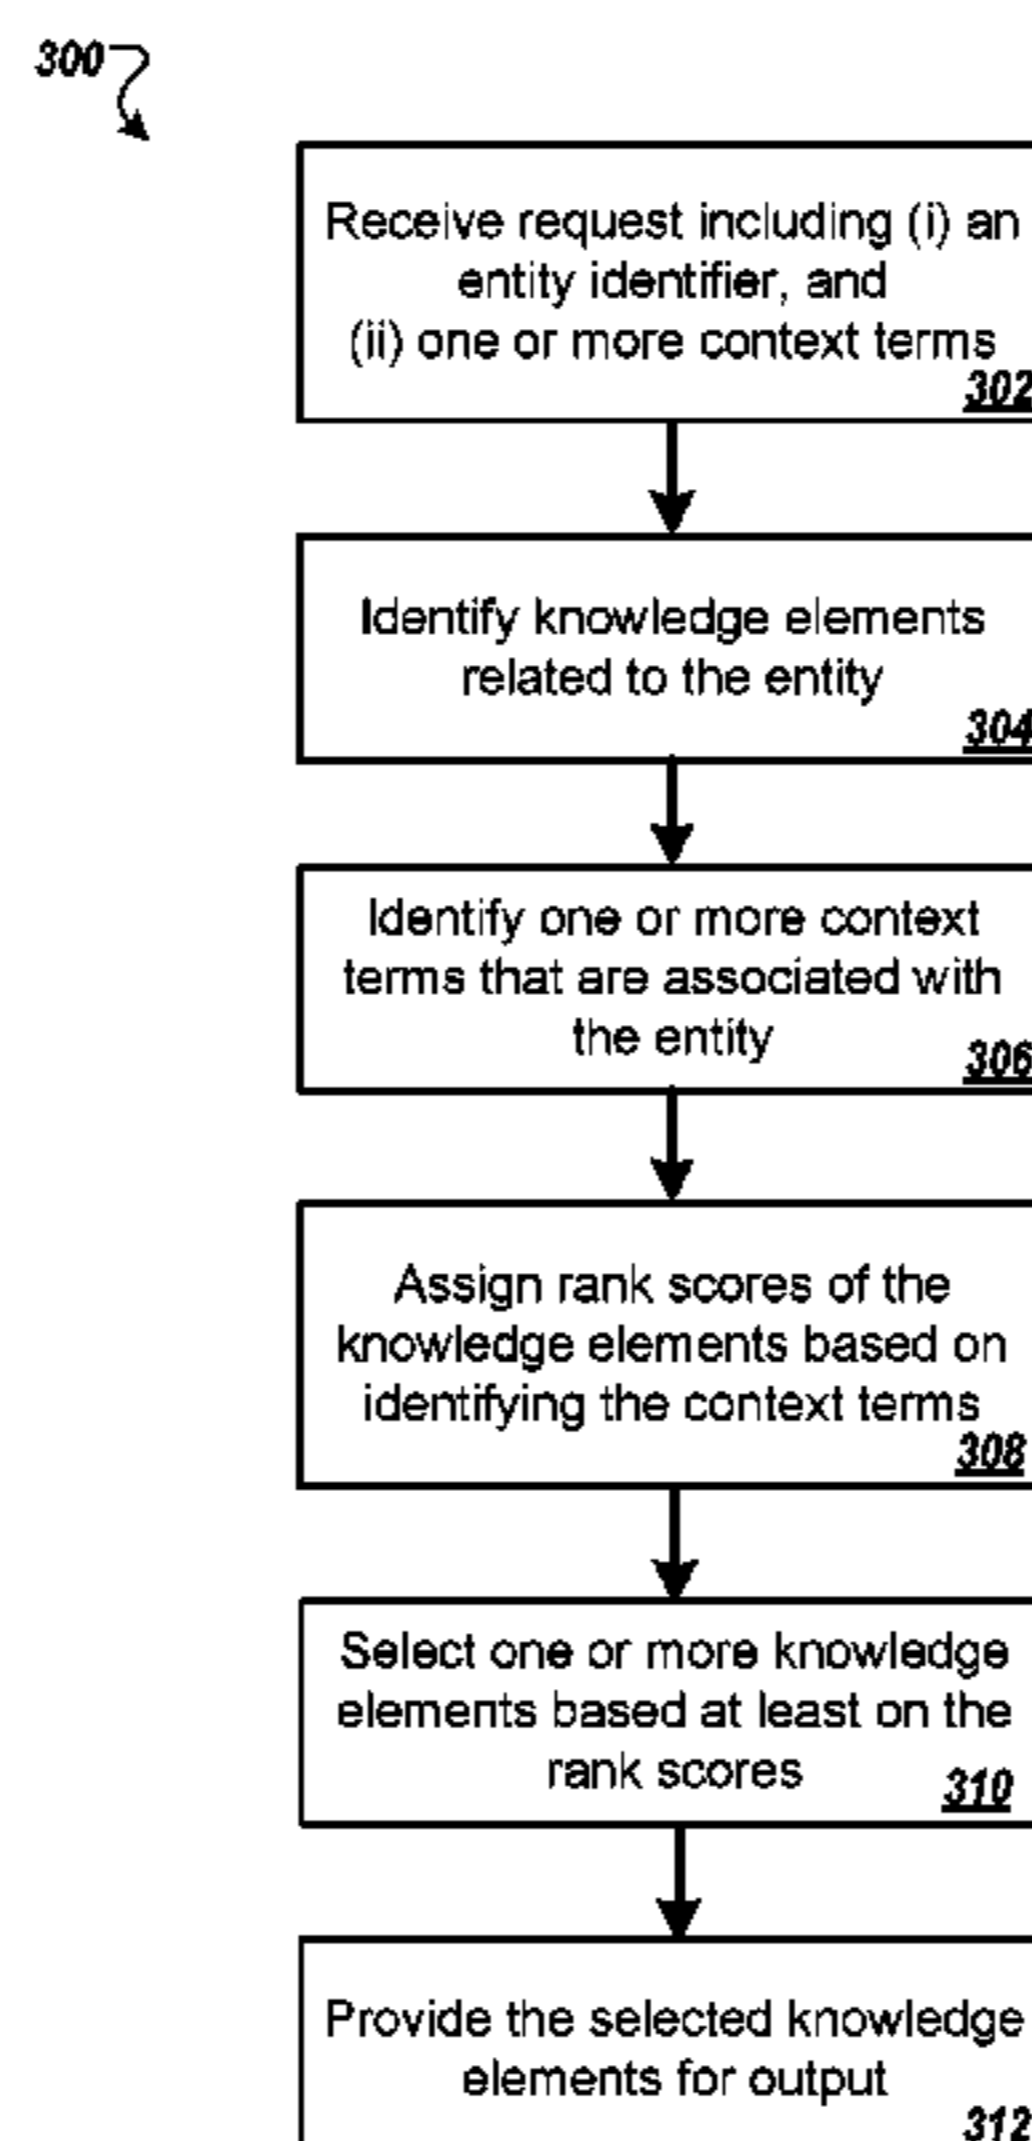 300
Receive request including (i) an
entity identifier, and
(ii) one or more context terms
302
Identify knowledge elements
related to the entity
304
Identify one or more context
terms that are associated with
the entity
306
Assign rank scores of the
knowledge elements based on
identifying the context terms
308
Select one or more knowledge
elements based at least on the
rank scores
310
Provide the selected knowledge
elements for output
312